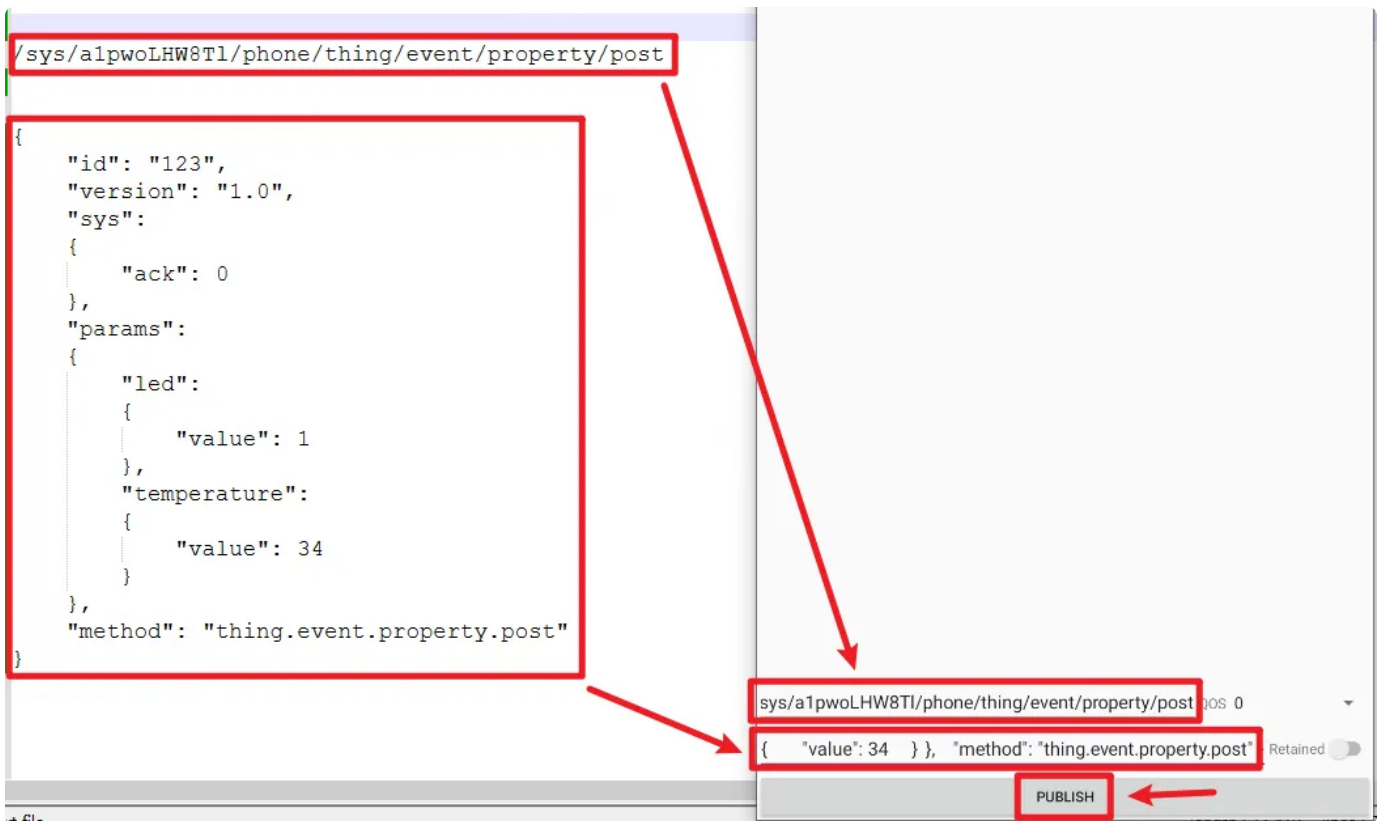 /sys/a1pwoLHW8Tl/phone/thing/event/property/post
{
"id": "123",
"version": "1.0",
"sys":
{
"ack": 0
},
"params":
{
"led":
{
"value": 1
},
"temperature":
{
"value": 34
}
},
"method": "thing.event.property.post"
}
sys/a1pwoLHW8Tl/phone/thing/event/property/post QOS 0
{ "value": 34 } }, "method": "thing.event.property.post" Retained
PUBLISH